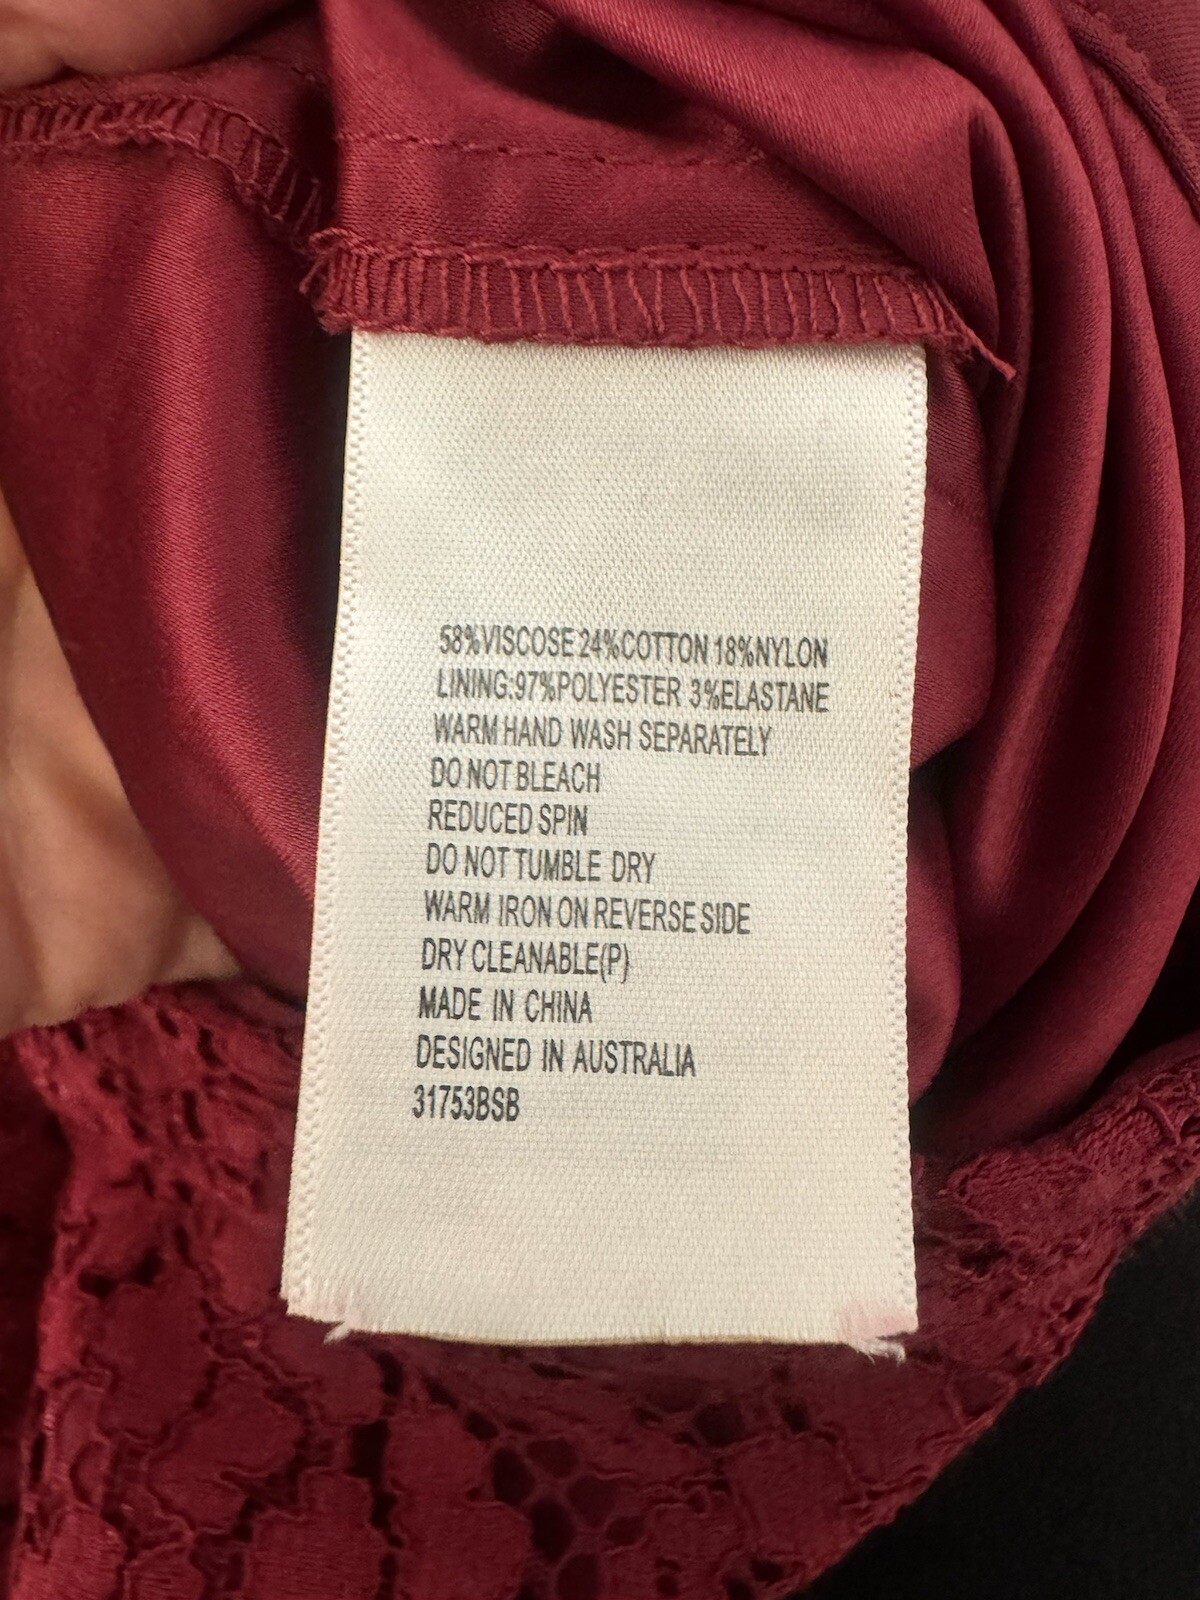 58%VISCOSE 24%COTTON 18%NYLON
LINING:97%POLYESTER 3%ELASTANE
WARM HAND WASH SEPARATELY
DO NOT BLEACH
REDUCED SPIN
DO NOT TUMBLE DRY
WARM IRON ON REVERSE SIDE
DRY CLEANABLE(P)
MADE IN CHINA
DESIGNED IN AUSTRALIA
31753BSB